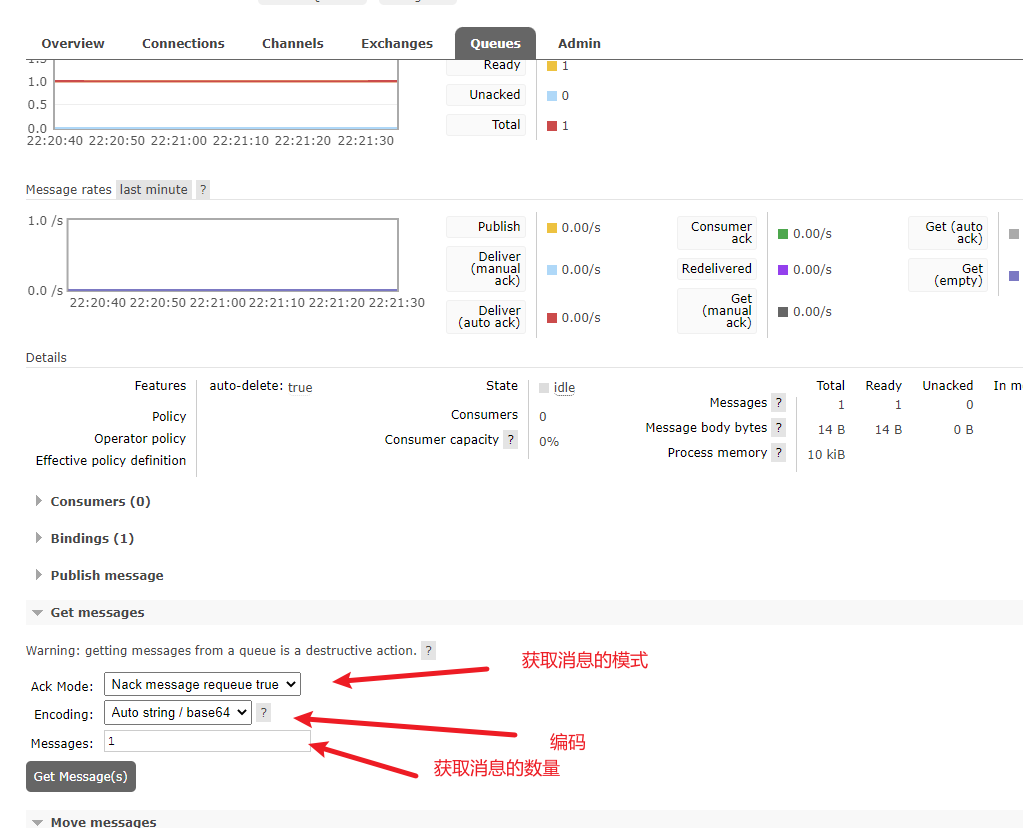 Overview Connections Channels Exchanges Queues Admin
1.0
0.5
0.0
22:20:40 22:20:50 22:21:00 22:21:10 22:21:20 22:21:30
Ready 1
Unacked 0
Total 1
Message rates last minute ?
1.0 /s
0.0 /s
22:20:40 22:20:50 22:21:00 22:21:10 22:21:20 22:21:30
Publish 0.00/s
Deliver
(manual
ack) 0.00/s
Deliver
(auto ack) 0.00/s
Consumer
ack 0.00/s
Redelivered 0.00/s
Get
(manual
ack) 0.00/s
Get (auto
ack)
Get
(empty)
Details
Features auto-delete: true
Policy
Operator policy
Effective policy definition
State idle
Consumers 0
Consumer capacity ? 0%
Total Ready Unacked In m
Messages ? 1 1 0
Message body bytes ? 14 B 14 B 0 B
Process memory ? 10 kiB
Consumers (0)
Bindings (1)
Publish message
Get messages
Warning: getting messages from a queue is a destructive action. ?
获取消息的模式
Ack Mode: Nack message requeue true
Encoding: Auto string / base64 ?
编码
Messages: 1
获取消息的数量
Get Message(s)
Move messages